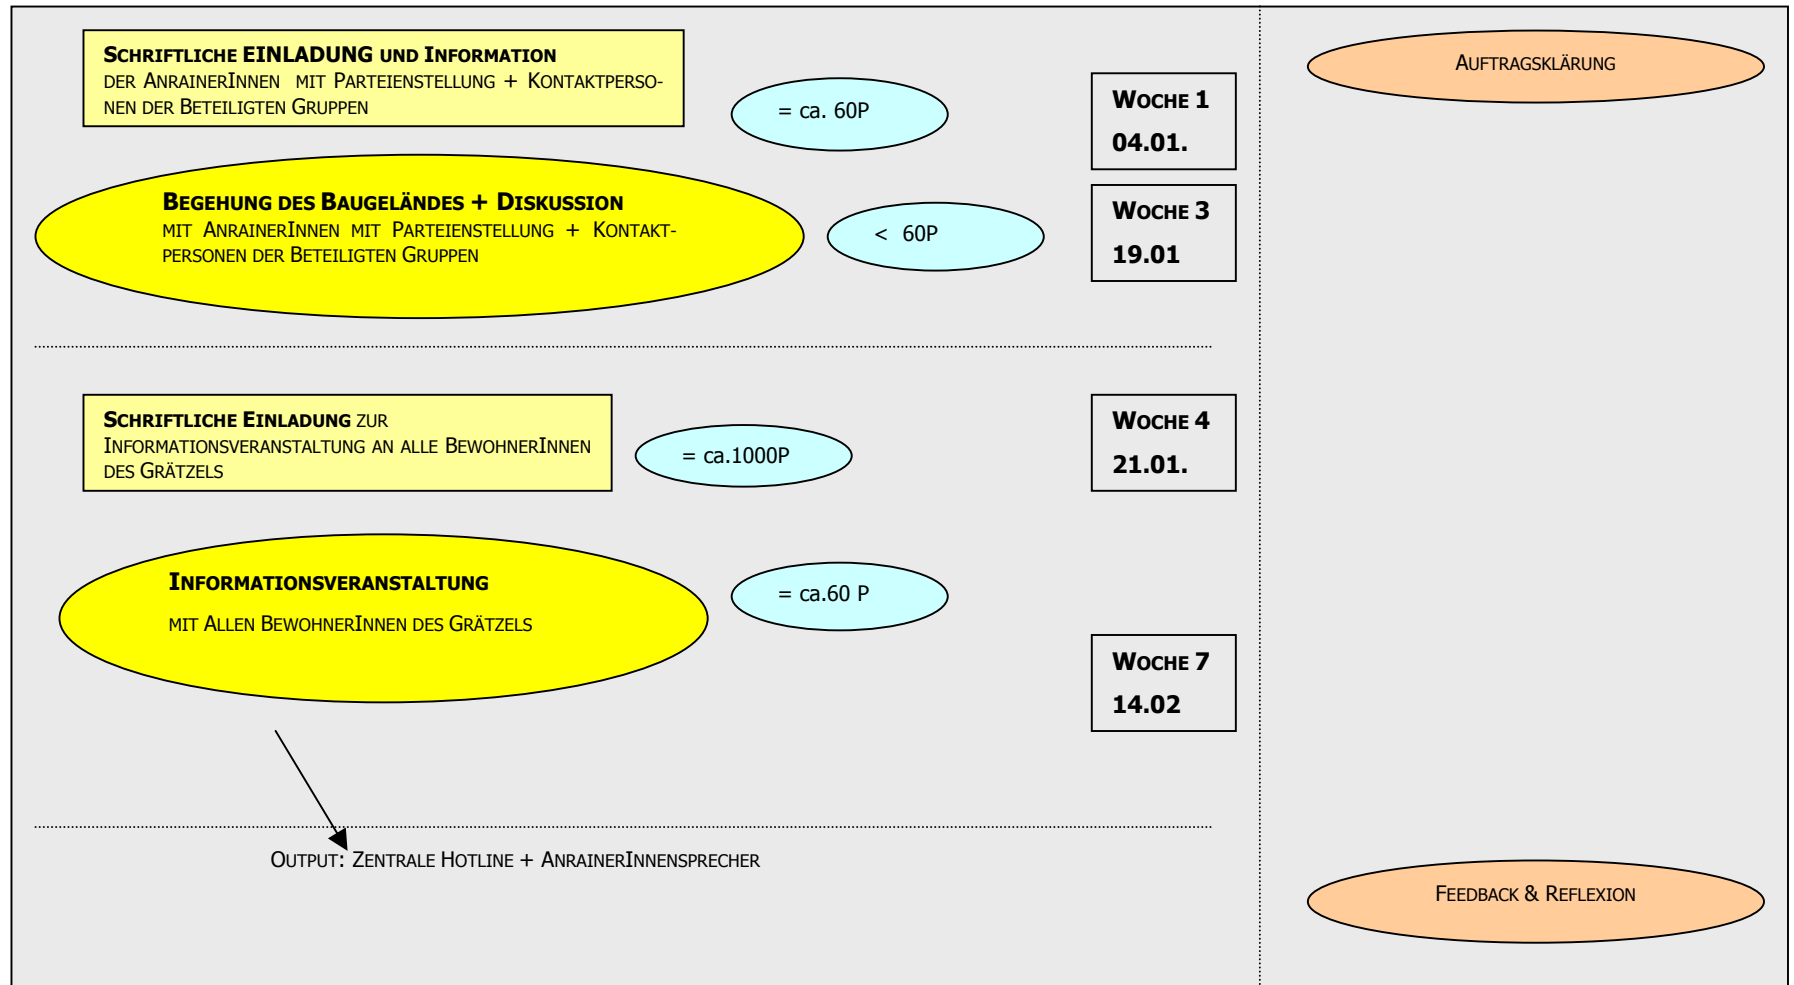 SCHRIFTLICHE EINLADUNG UND INFORMATION
DER ANRAINERINNEN MIT PARTEIENSTELLUNG + KONTAKTPERSO-
NEN DER BETEILIGTEN GRUPPEN
= ca. 60P
WOCHE 1
04.01.
AUFTRAGSKLÄRUNG
BEGEHUNG DES BAUGELÄNDES + DISKUSSION
MIT ANRAINERINNEN MIT PARTEIENSTELLUNG + KONTAKT-
PERSONEN DER BETEILIGTEN GRUPPEN
< 60P
WOCHE 3
19.01
SCHRIFTLICHE EINLADUNG ZUR
INFORMATIONSVERANSTALTUNG AN ALLE BEWOHNERINNEN
DES GRÄTZELS
= ca.1000P
WOCHE 4
21.01.
INFORMATIONSVERANSTALTUNG
MIT ALLEN BEWOHNERINNEN DES GRÄTZELS
= ca.60 P
WOCHE 7
14.02
OUTPUT: ZENTRALE HOTLINE + ANRAINERINNENSPRECHER
FEEDBACK & REFLEXION